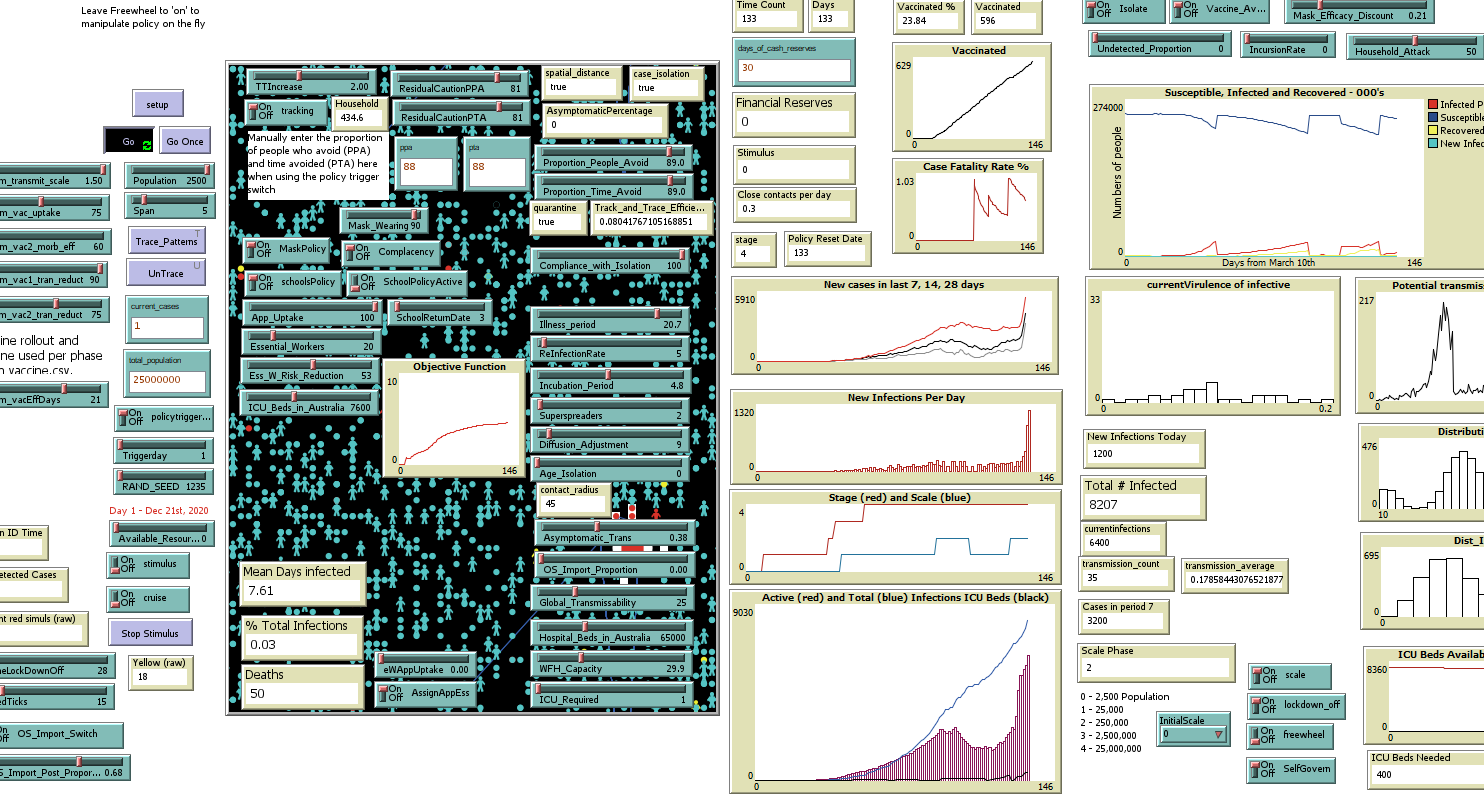 Leave Freewheel to 'on' to
manipulate policy on the fly
setup
Go
Go Once
m_transmit_scale 1.50
Population 2500
m_vac_uptake 75
Span 5
m_vac2_morb_eff 60
Trace_Patterns T
m_vac1_tran_reduct 90
UnTrace U
m_vac2_tran_reduct 75
current_cases
1
ine rollout and
ne used per phase
n vaccine.csv.
total_population
25000000
m_vacEffDays 21
On
Off policytrigger...
Triggerday 1
RAND_SEED 1235
Day 1 - Dec 21st, 2020
n ID Time
Available_Resour... 0
On
Off stimulus
etected Cases
On
Off cruise
nt red simuls (raw)
Stop Stimulus
eLockDownOff 28
Yellow (raw)
18
edTicks 15
On
Off OS_Import_Switch
S_Import_Post_Propor... 0.68
TTIncrease 2.00
ResidualCautionPPA 81
spatial_distance
true
case_isolation
true
On
Off tracking
Household
434.6
ResidualCautionPTA 81
AsymptomaticPercentage
0
Manually enter the proportion
of people who avoid (PPA)
and time avoided (PTA) here
when using the policy trigger
switch
ppa
88
pta
88
Proportion_People_Avoid 89.0
Proportion_Time_Avoid 89.0
Mask_Wearing 90
quarantine
true
Track_and_Trace_Efficie...
0.08041767105168851
On
Off MaskPolicy
On
Off Complacency
Compliance_with_Isolation 100
On
Off schoolsPolicy
On
Off SchoolPolicyActive
App_Uptake 100
SchoolReturnDate 3
Illness_period 20.7
Essential_Workers 20
ReInfectionRate 5
Ess_W_Risk_Reduction 53
Objective Function
10
0
0
146
Incubation_Period 4.8
ICU_Beds_in_Australia 7600
Superspreaders 2
Diffusion_Adjustment 9
Age_Isolation 0
contact_radius
45
Asymptomatic_Trans 0.38
OS_Import_Proportion 0.00
Mean Days infected
7.61
Global_Transmissability 25
% Total Infections
0.03
Hospital_Beds_in_Australia 65000
Deaths
50
eWAppUptake 0.00
WFH_Capacity 29.9
On
Off AssignAppEss
ICU_Required 1
Time Count
133
Days
133
Vaccinated %
23.84
Vaccinated
596
days_of_cash_reserves
30
Vaccinated
629
0
0
146
Financial Reserves
0
Stimulus
0
Case Fatality Rate %
1.03
0
0
146
Close contacts per day
0.3
stage
4
Policy Reset Date
133
New cases in last 7, 14, 28 days
5910
0
0
146
New Infections Per Day
1320
0
0
146
Stage (red) and Scale (blue)
4
0
0
146
Active (red) and Total (blue) Infections ICU Beds (black)
9030
0
0
146
On
Off Isolate
On
Off Vaccine_Av...
Mask_Efficacy_Discount 0.21
Undetected_Proportion 0
IncursionRate 0
Household_Attack 50
Susceptible, Infected and Recovered - 000's
274000
Numbers of people
0
0
Days from March 10th
146
Infected P
Susceptible
Recovered
New Infec
currentVirulence of infective
33
0
0
0.2
Potential transmiss
217
0
0
New Infections Today
1200
Total # Infected
8207
currentinfections
6400
transmission_count
35
transmission_average
0.17858443076521877
Cases in period 7
3200
Scale Phase
2
0 - 2,500 Population
1 - 25,000
2 - 250,000
3 - 2,500,000
4 - 25,000,000
InitialScale
0
On
Off scale
On
Off lockdown_off
On
Off freewheel
On
Off SelfGovern
Distributi
476
0
10
Dist_I
695
0
0
ICU Beds Availab
8360
0
0
ICU Beds Needed
400